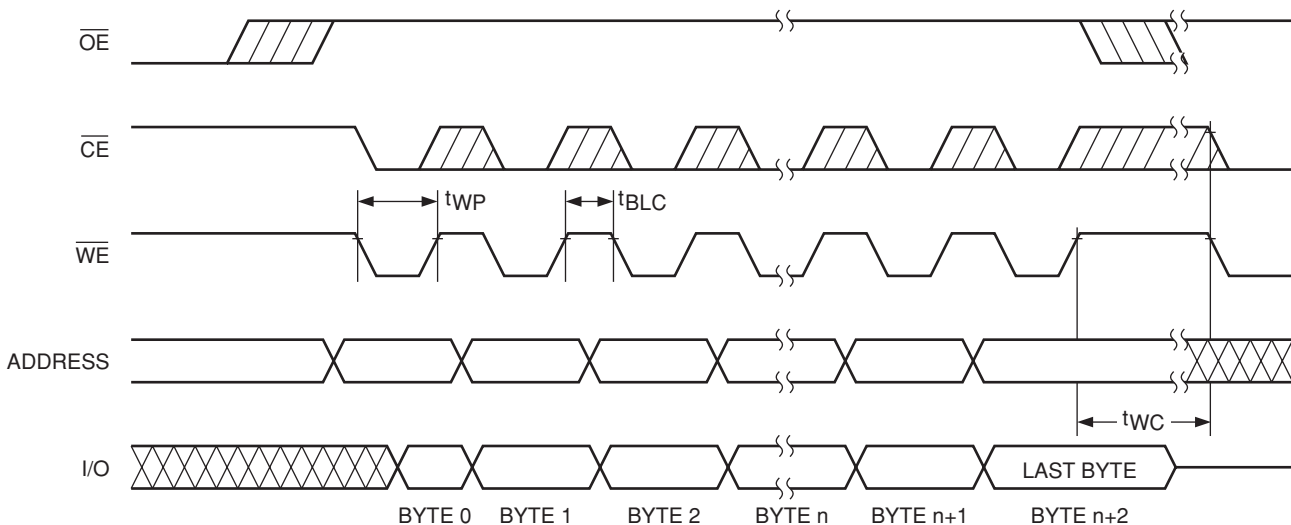 OE
CE
tWP
tBLC
WE
ADDRESS
tWC
I/O
LAST BYTE
BYTE 0 BYTE 1 BYTE 2 BYTE n BYTE n+1 BYTE n+2